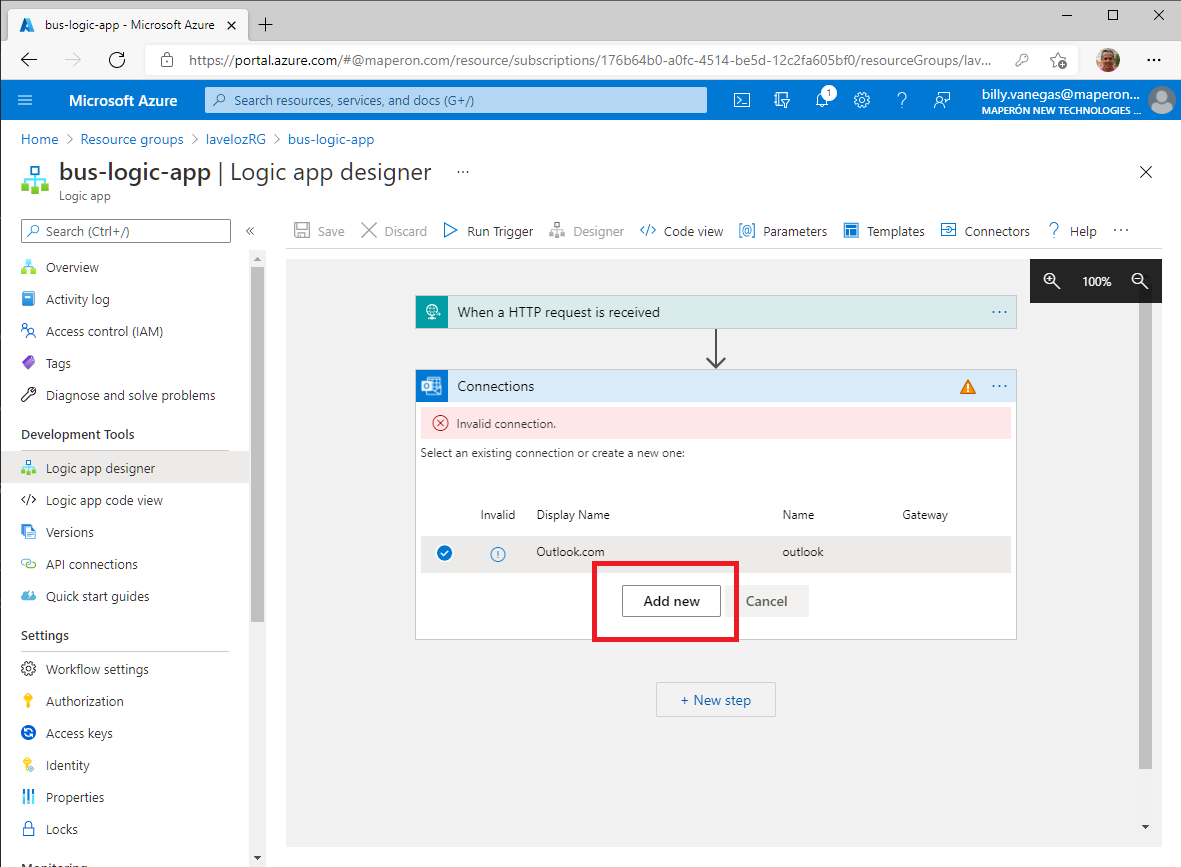 bus-logic-app - Microsoft Azure
https://portal.azure.com/#@maperon.com/resource/subscriptions/176b64b0-a0fc-4514-be5d-12c2fa605bf0/resourceGroups/lav...
Microsoft Azure
Search resources, services, and docs (G+/)
1
billy.vanegas@maperon...
MAPERÓN NEW TECHNOLOGIES ...
Home > Resource groups > lavelozRG > bus-logic-app
bus-logic-app | Logic app designer ...
Logic app
Search (Ctrl+/)
«
Save
Discard
Run Trigger
Designer
Code view
Parameters
Templates
Connectors
Help
...
Overview
Activity log
Access control (IAM)
Tags
Diagnose and solve problems
Development Tools
Logic app designer
Logic app code view
Versions
API connections
Quick start guides
Settings
Workflow settings
Authorization
Access keys
Identity
Properties
Locks
Monitoring
100%
When a HTTP request is received
Connections
Invalid connection.
Select an existing connection or create a new one:
Invalid Display Name Name Gateway
Outlook.com outlook
Add new Cancel
+ New step